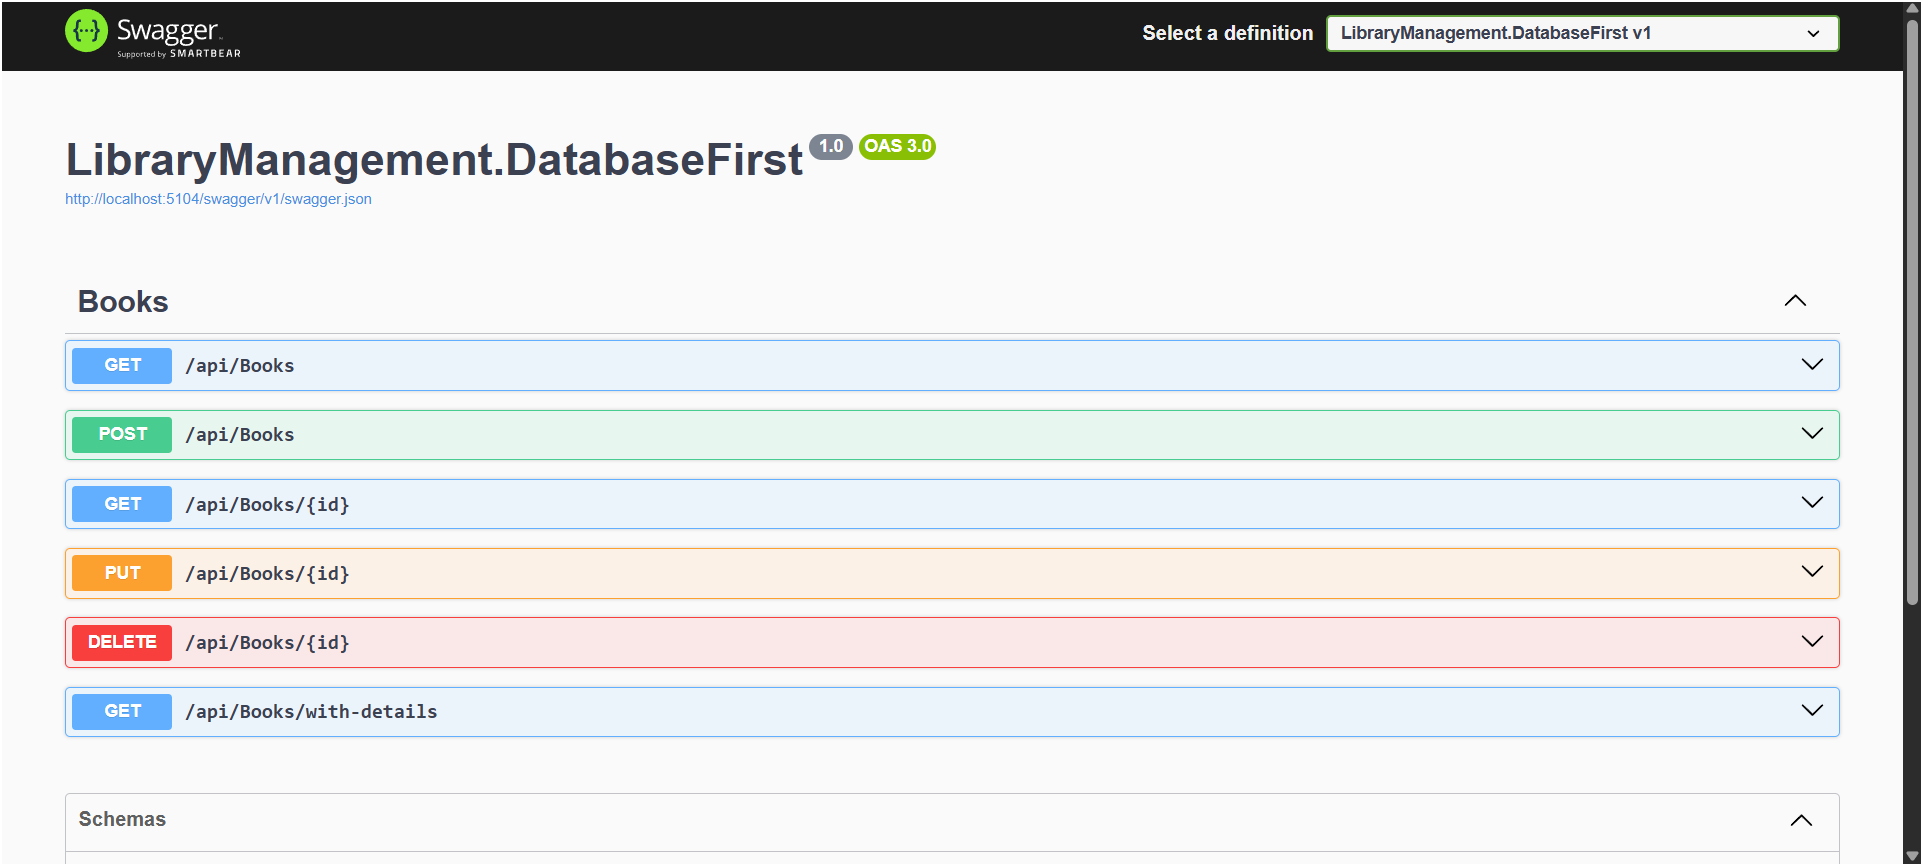 {···} Swagger
Supported by SMARTBEAR
Select a definition
LibraryManagement.DatabaseFirst v1
LibraryManagement.DatabaseFirst 1.0 OAS 3.0
http://localhost:5104/swagger/v1/swagger.json
Books
GET /api/Books
POST /api/Books
GET /api/Books/{id}
PUT /api/Books/{id}
DELETE /api/Books/{id}
GET /api/Books/with-details
Schemas